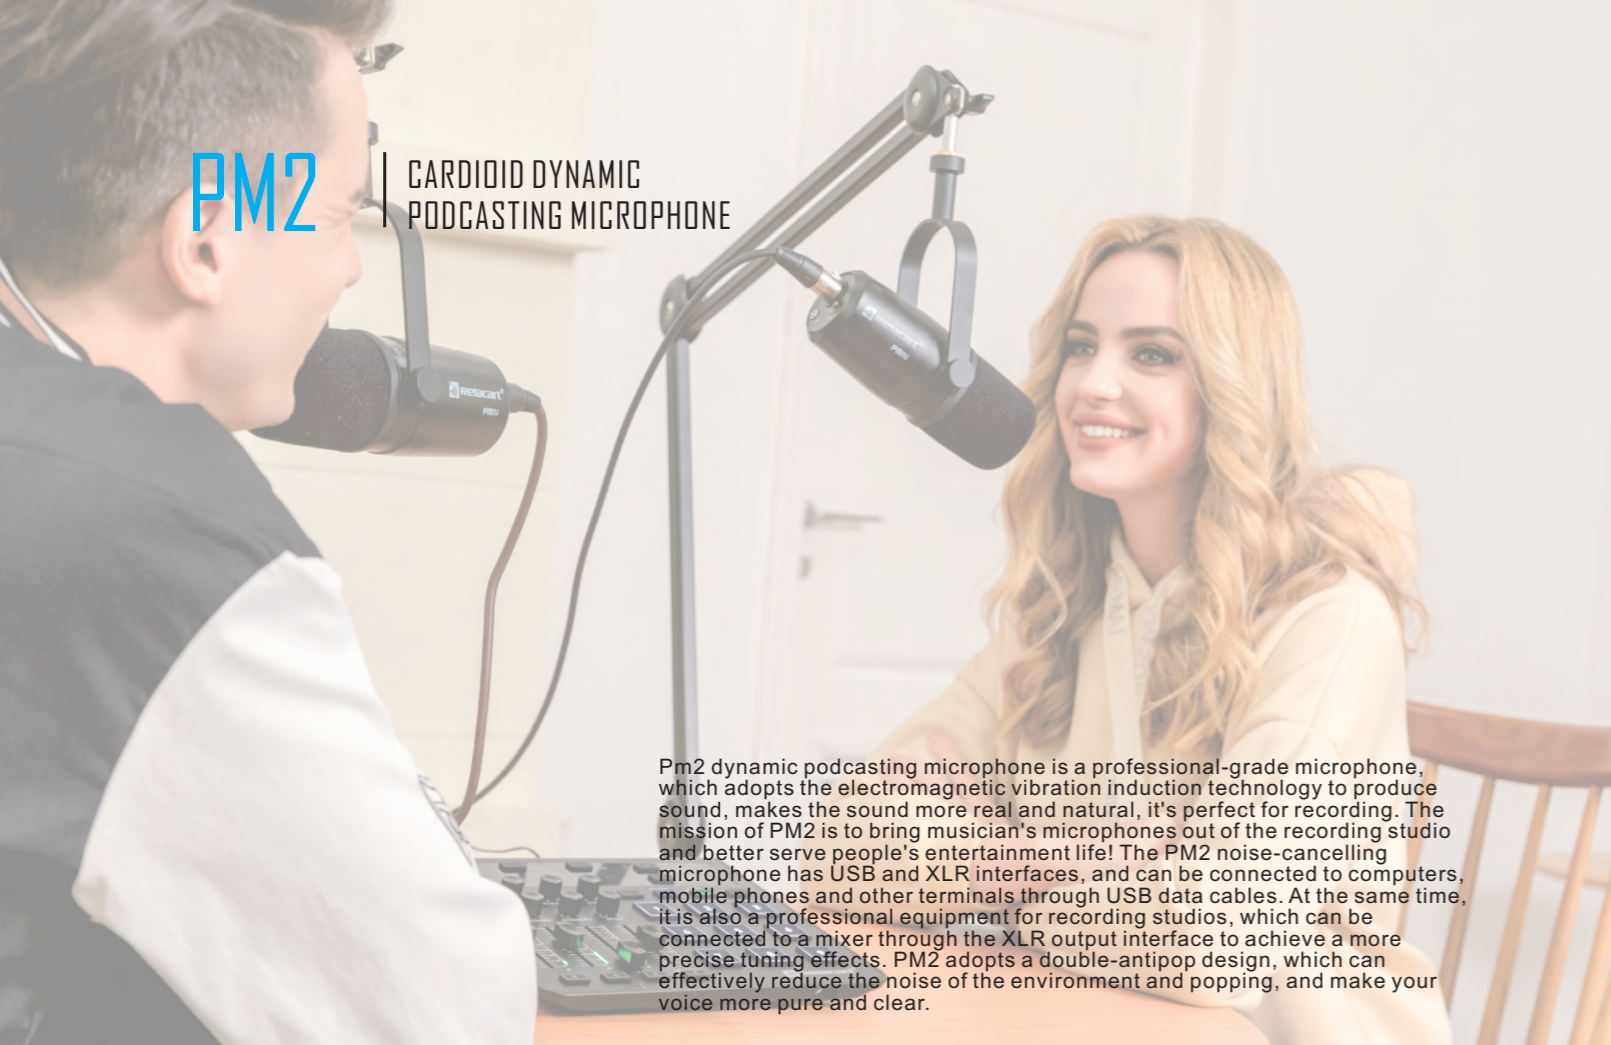 PM2
CARDIOID DYNAMIC
PODCASTING MICROPHONE
Relacart
Relacart
Pm2 dynamic podcasting microphone is a professional-grade microphone,
which adopts the electromagnetic vibration induction technology to produce
sound, makes the sound more real and natural, it's perfect for recording. The
mission of PM2 is to bring musician's microphones out of the recording studio
and better serve people's entertainment life! The PM2 noise-cancelling
microphone has USB and XLR interfaces, and can be connected to computers,
mobile phones and other terminals through USB data cables. At the same time,
it is also a professional equipment for recording studios, which can be
connected to a mixer through the XLR output interface to achieve a more
precise tuning effects. PM2 adopts a double-antipop design, which can
effectively reduce the noise of the environment and popping, and make your
voice more pure and clear.